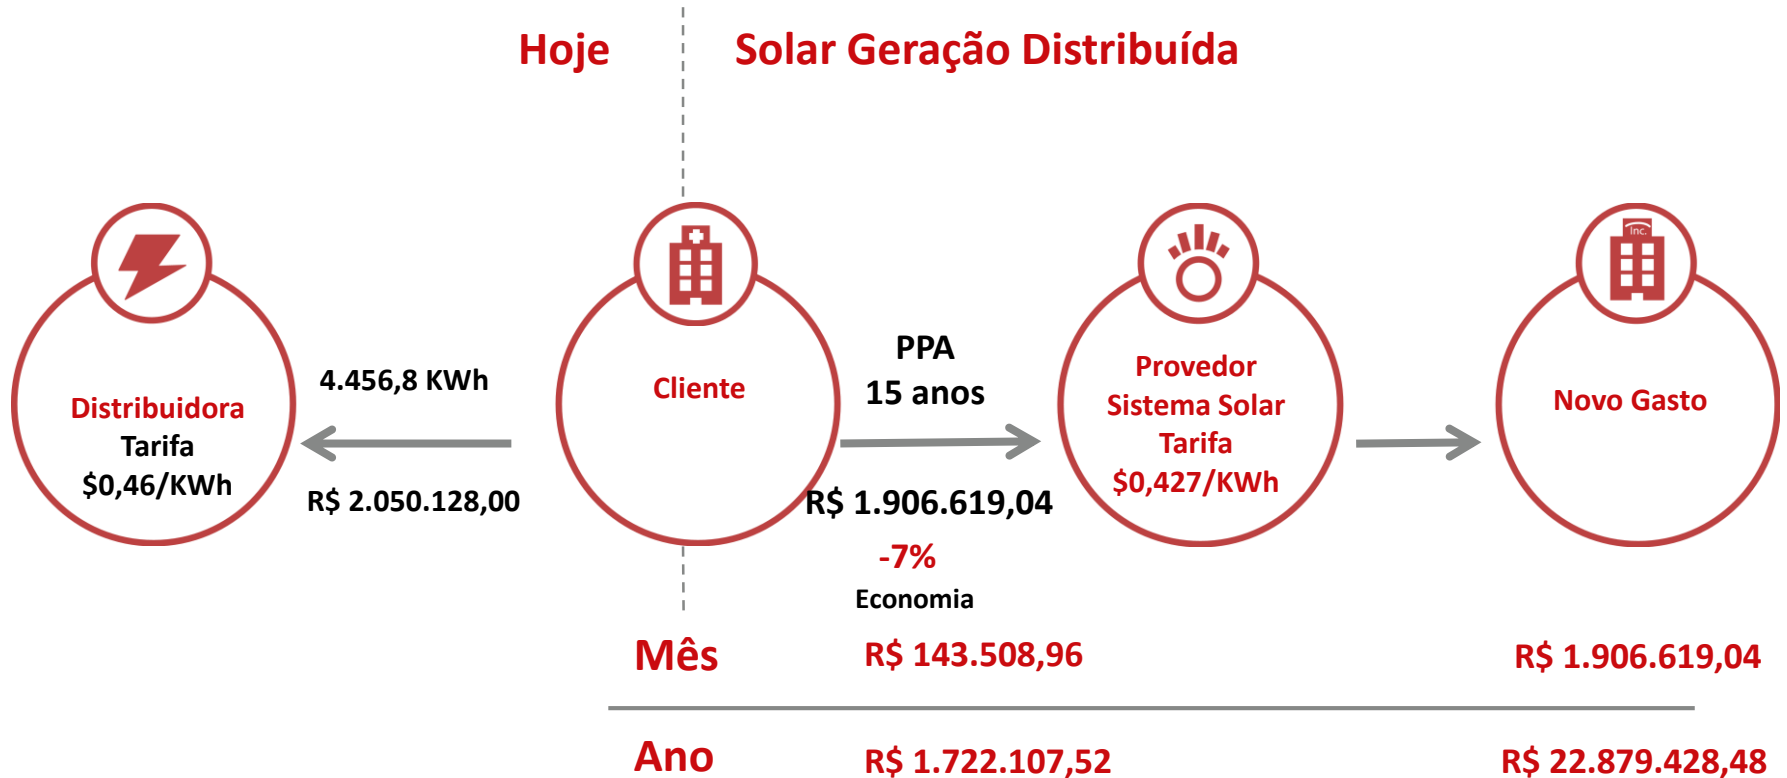 Hoje
Solar Geração Distribuída
Distribuidora
Tarifa
$0,46/KWh
4.456,8 KWh
R$ 2.050.128,00
Cliente
PPA
15 anos
R$ 1.906.619,04
-7%
Economia
Provedor
Sistema Solar
Tarifa
$0,427/KWh
Inc.
Novo Gasto
Mês
R$ 143.508,96
R$ 1.906.619,04
Ano
R$ 1.722.107,52
R$ 22.879.428,48